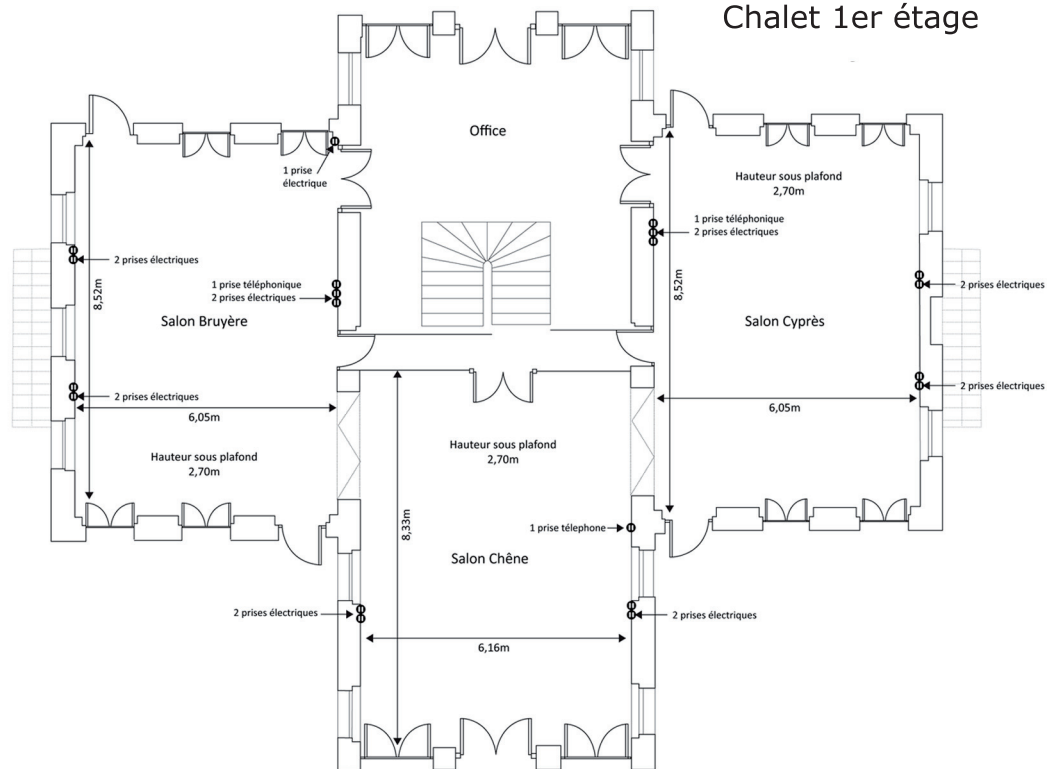 Chalet 1er étage
Office
1 prise
électrique
Hauteur sous plafond
2,70m
1 prise téléphonique
2 prises électriques
2 prises électriques
8,52m
1 prise téléphonique
2 prises électriques
Salon Bruyère
8,52m
Salon Cyprès
2 prises électriques
2 prises électriques
2 prises électriques
6,05m
6,05m
Hauteur sous plafond
2,70m
Hauteur sous plafond
2,70m
8,33m
1 prise télephone
Salon Chêne
2 prises électriques
2 prises électriques
6,16m